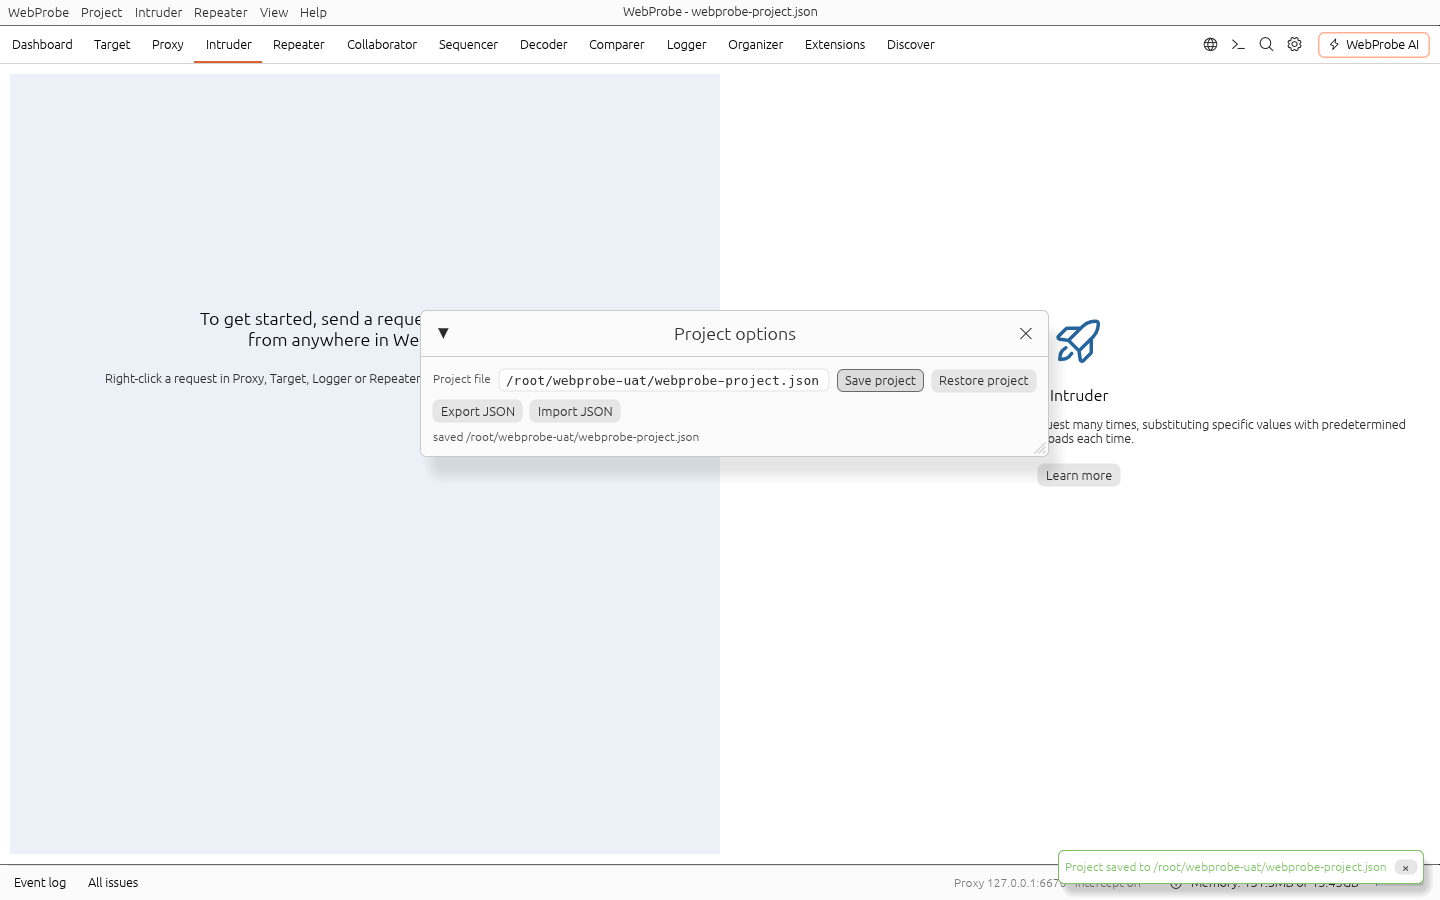 WebProbe Project Intruder Repeater View Help
WebProbe - webprobe-project.json
Dashboard Target Proxy Intruder Repeater Collaborator Sequencer Decoder Comparer Logger Organizer Extensions Discover
WebProbe AI
To get started, send a
from anywhere in
Right-click a request in Proxy, Target, Logger or Repeater
Project options
Project file /root/webprobe-uat/webprobe-project.json Save project Restore project
Export JSON Import JSON
saved /root/webprobe-uat/webprobe-project.json
Intruder
many times, substituting specific values with predetermined
each time.
Learn more
Project saved to /root/webprobe-uat/webprobe-project.json ×
Event log All issues
Proxy 127.0.0.1: